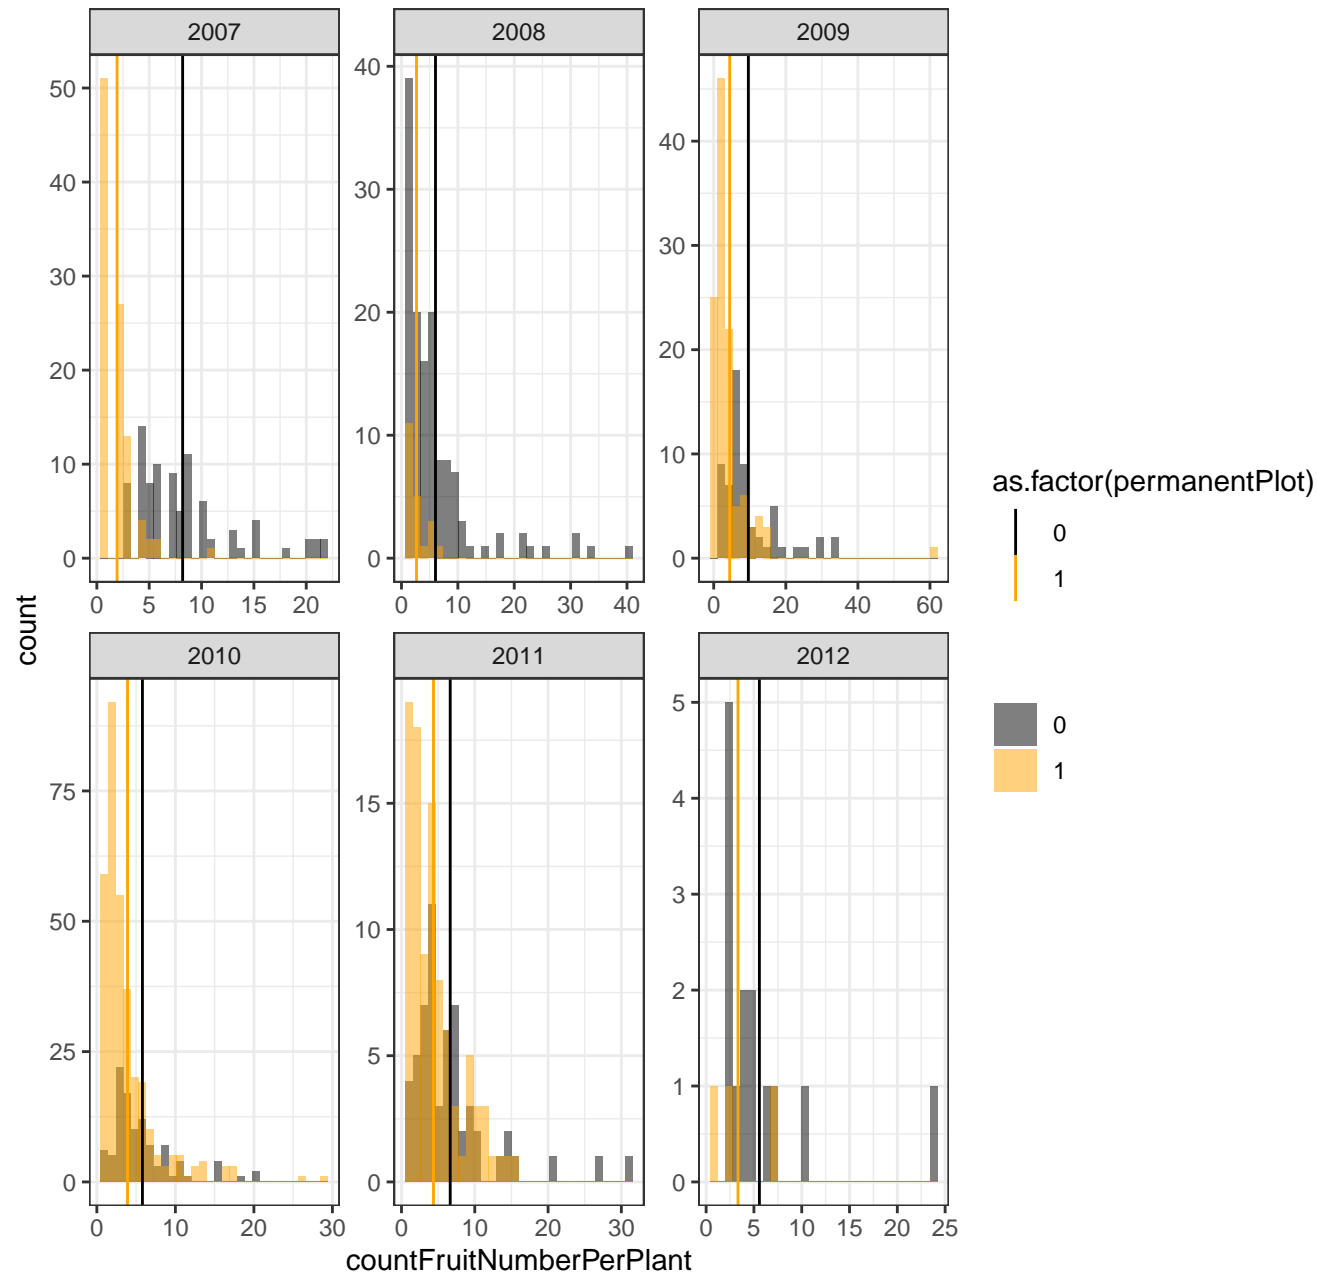 2007 2008 2009
50 40 40
40 30 30
30 20 20
20 10 10
10 0 0
0
0 5 10 15 20 0 10 20 30 40 0 20 40 60
count
2010 2011 2012
75 15 5
50 10 4
25 5 3
0 0 2
1
0
0 10 20 30 0 10 20 30 0 5 10 15 20 25
countFruitNumberPerPlant
as.factor(permanentPlot)
0
1
0
1